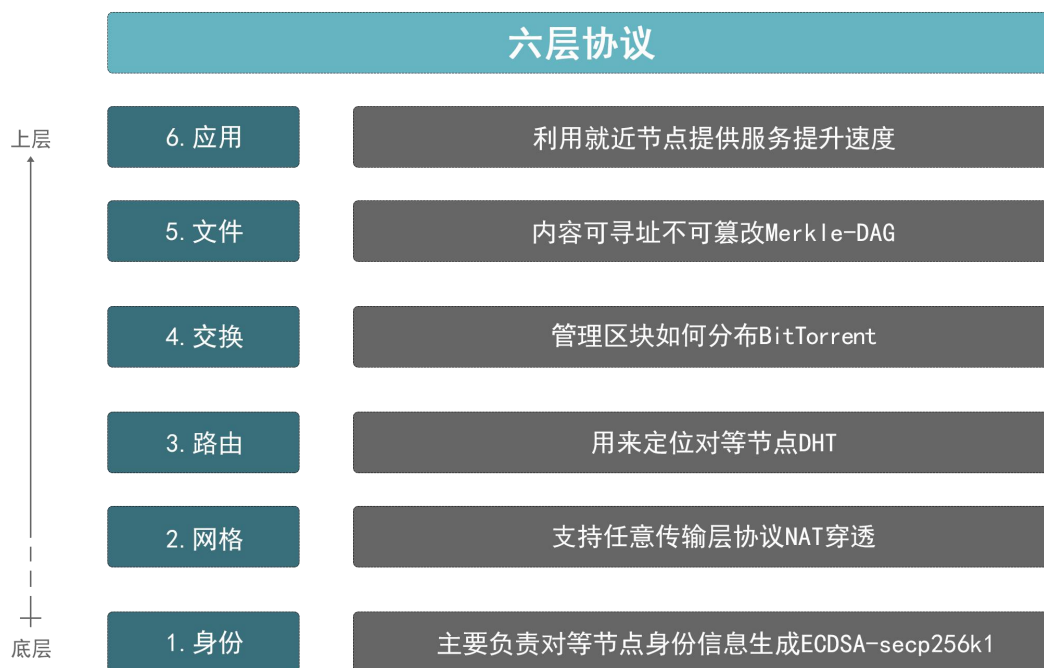 六层协议
上层
6.应用
利用就近节点提供服务提升速度
5.文件
内容可寻址不可篡改Merkle-DAG
4.交换
管理区块如何分布BitTorrent
3.路由
用来定位对等节点DHT
2.网格
支持任意传输层协议NAT穿透
1.身份
主要负责对等节点身份信息生成ECDSA-secp256k1
底层